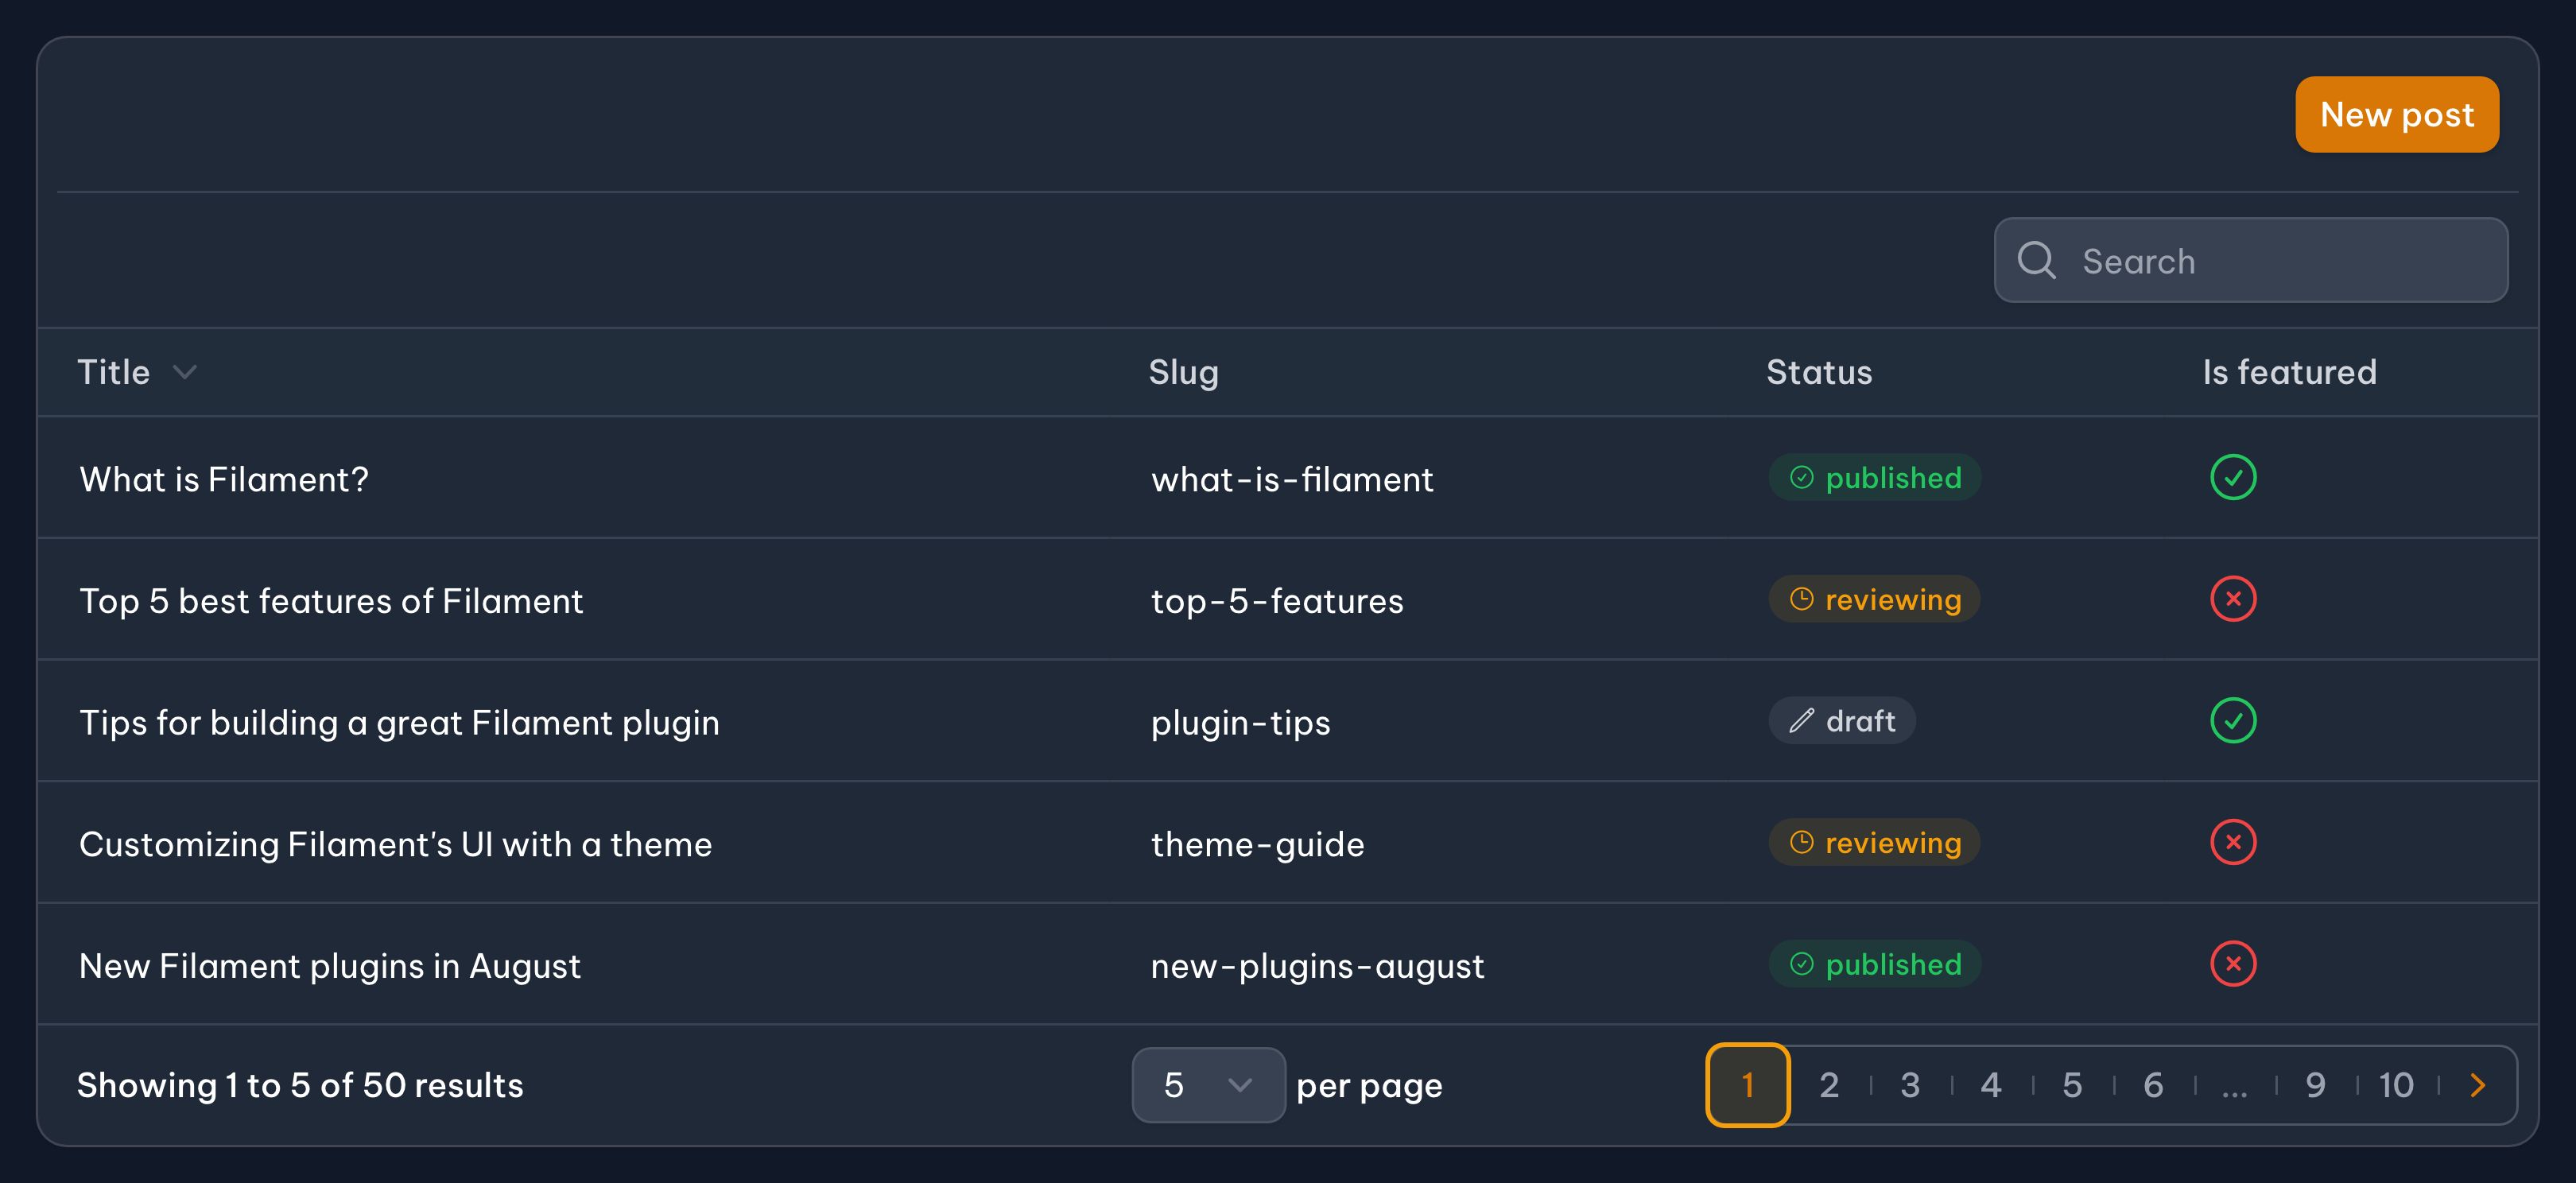 New post
Search
Title Slug Status Is featured
What is Filament? what-is-filament published
Top 5 best features of Filament top-5-features reviewing
Tips for building a great Filament plugin plugin-tips draft
Customizing Filament's UI with a theme theme-guide reviewing
New Filament plugins in August new-plugins-august published
Showing 1 to 5 of 50 results 5 per page 1 2 3 4 5 6 ... 9 10